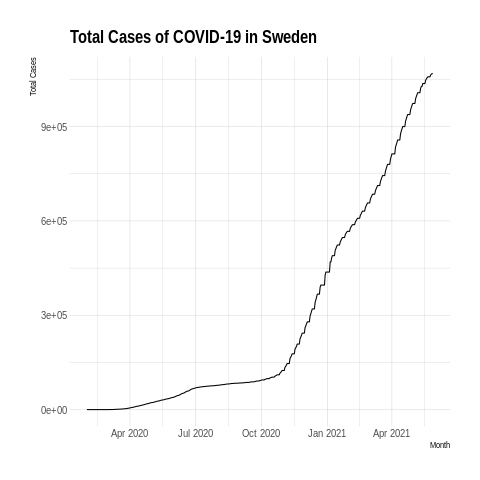 Total Cases of COVID-19 in Sweden
Total Cases
9e+05
6e+05
3e+05
0e+00
Apr 2020 Jul 2020 Oct 2020 Jan 2021 Apr 2021
Month